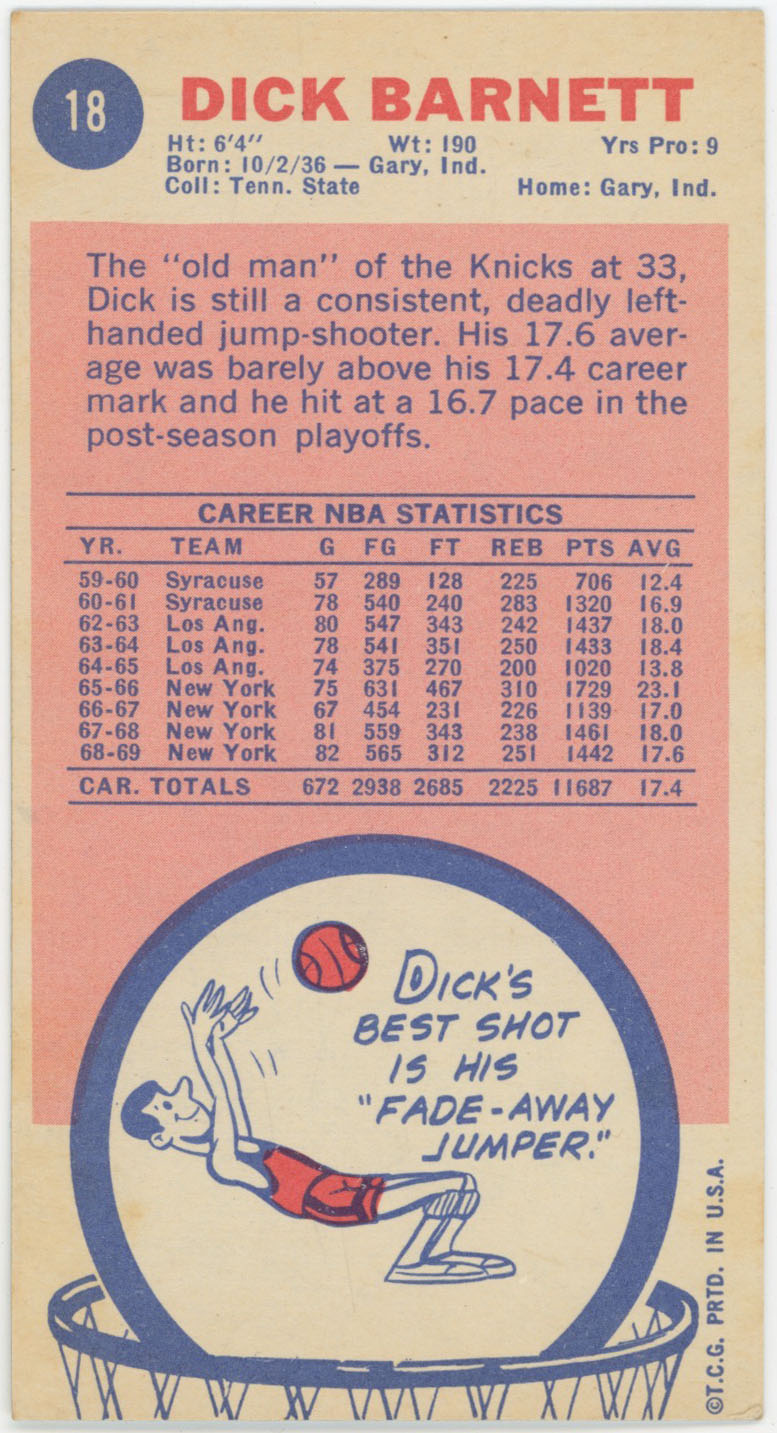 18
DICK BARNETT
Ht: 6'4" Wt: 190 Yrs Pro: 9
Born: 10/2/36 — Gary, Ind.
Coll: Tenn. State Home: Gary, Ind.
The "old man" of the Knicks at 33,
Dick is still a consistent, deadly left-
handed jump-shooter. His 17.6 aver-
age was barely above his 17.4 career
mark and he hit at a 16.7 pace in the
post-season playoffs.
CAREER NBA STATISTICS
YR. TEAM G FG FT REB PTS AVG
59-60 Syracuse 57 289 128 225 706 12.4
60-61 Syracuse 78 540 240 283 1320 16.9
62-63 Los Ang. 80 547 343 242 1437 18.0
63-64 Los Ang. 78 541 351 250 1433 18.4
64-65 Los Ang. 74 375 270 200 1020 13.8
65-66 New York 75 631 467 310 1729 23.1
66-67 New York 67 454 231 226 1139 17.0
67-68 New York 81 559 343 238 1461 18.0
68-69 New York 82 565 312 251 1442 17.6
CAR. TOTALS 672 2938 2685 2225 11687 17.4
DICK'S
BEST SHOT
IS HIS
"FADE-AWAY
JUMPER."
©T.C.G. PRTD. IN U.S.A.